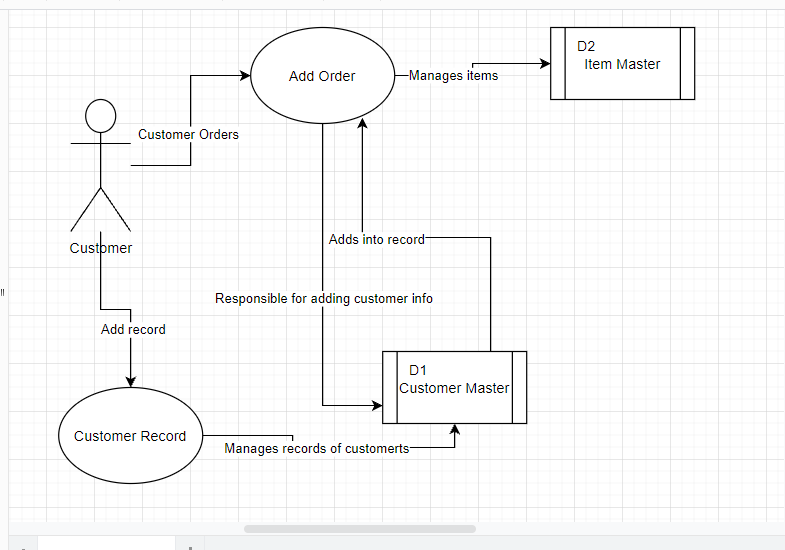 D2
Item Master
Add Order
Manages items
Customer Orders
Adds into record
Customer
Responsible for adding customer info
Add record
D1
Customer Master
Customer Record
Manages records of customerts